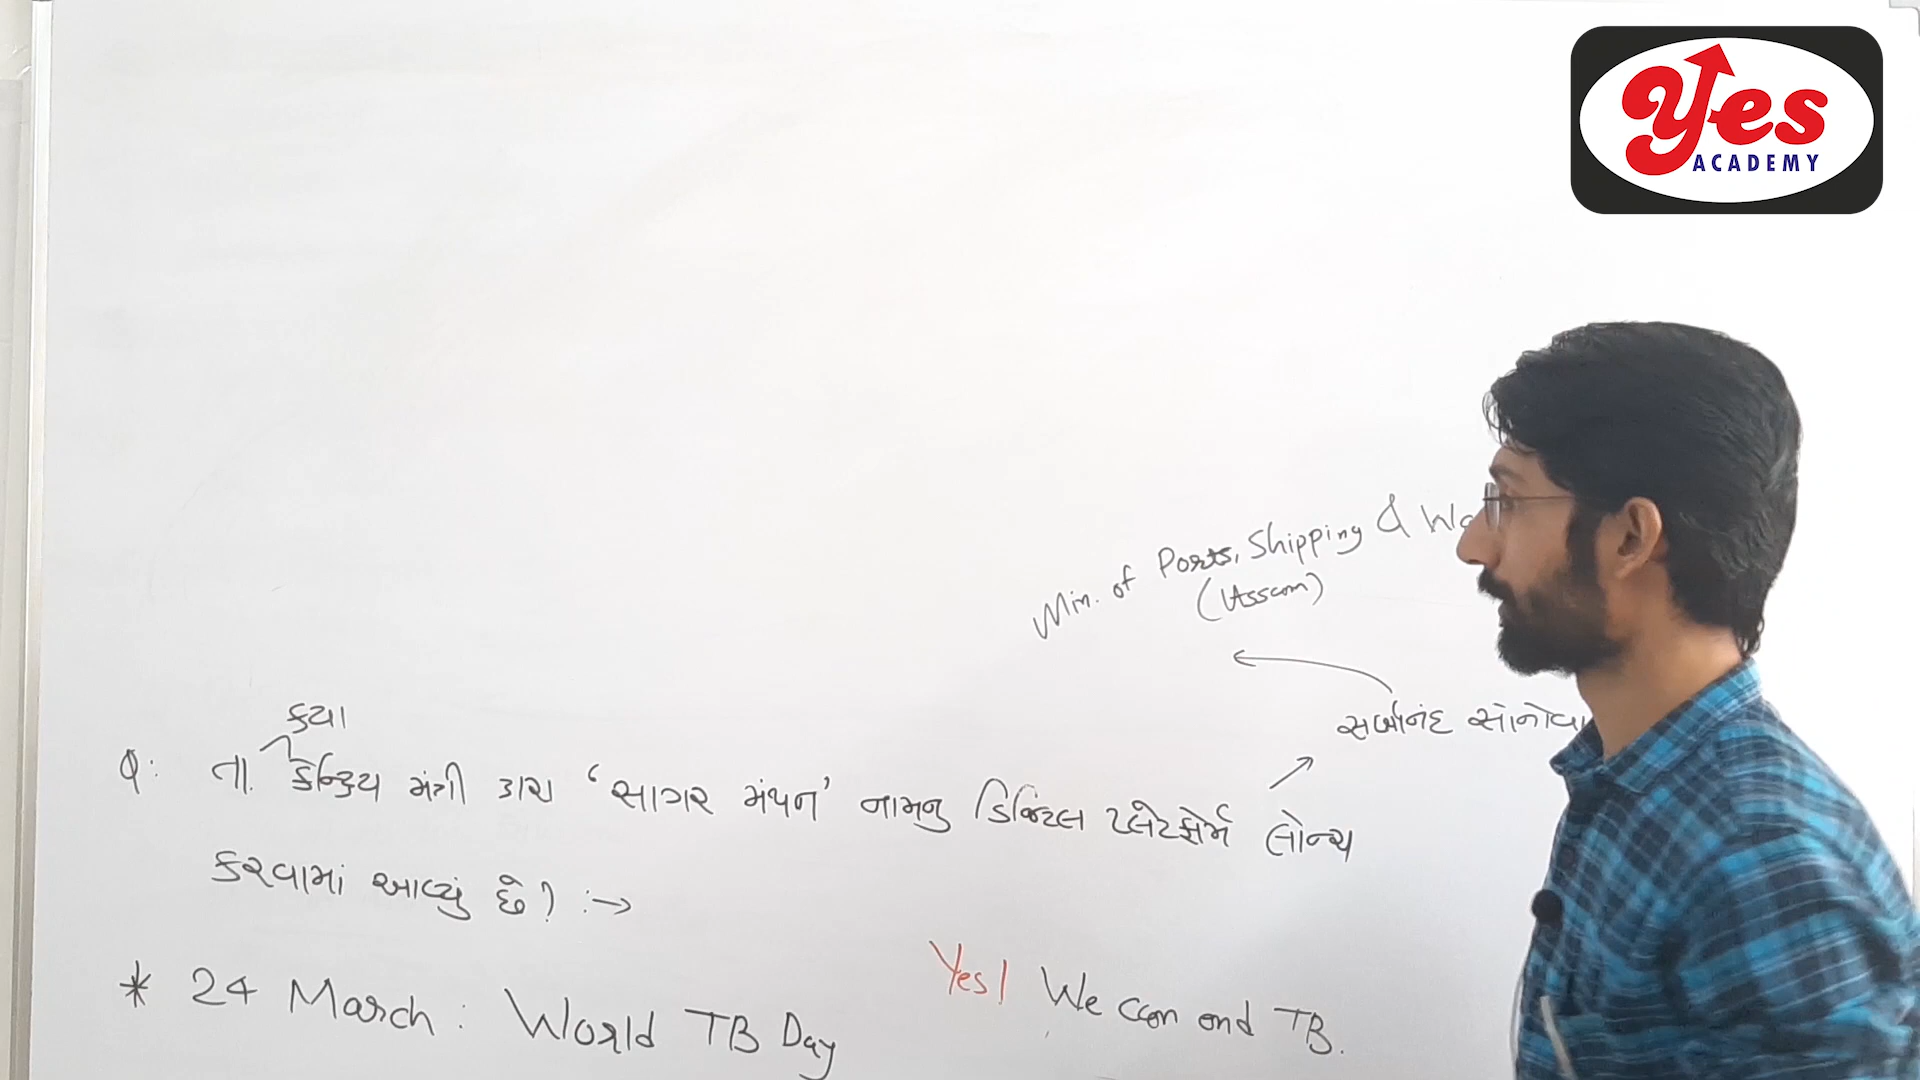 Yes
ACADEMY
Min. of Ports, Shipping &
(Assam)
સર્બાનંદ
કયા
Q: તા. કેન્દ્રિય મંત્રી દ્વારા ‘સાગર મંથન’ નામનુ ડિજિટલ પ્લેટફોર્મ લોન્ચ
કરવામાં આવ્યું છે? :→
* 24 March : World TB Day
Yes! We can end TB.